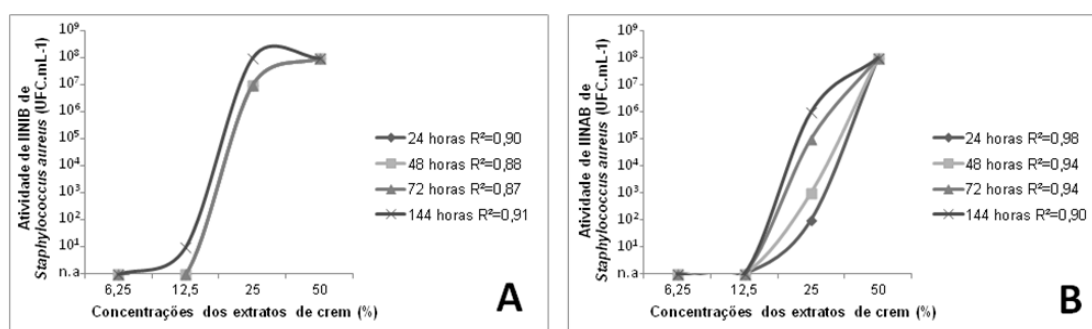 Atividade de IINIB de
Staphylococcus aureus (UFC.mL-1)
10⁹
10⁸
10⁷
10⁶
10⁵
10⁴
10³
10²
10¹
n.a
6,25 12,5 25 50
Concentrações dos extratos de crem (%)
24 horas R²=0,90
48 horas R²=0,88
72 horas R²=0,87
144 horas R²=0,91
A
Atividade de IINAB de
Staphylococcus aureus (UFC.mL-1)
10⁹
10⁸
10⁷
10⁶
10⁵
10⁴
10³
10²
10¹
n.a
6,25 12,5 25 50
Concentrações dos extratos de crem (%)
24 horas R²=0,98
48 horas R²=0,94
72 horas R²=0,94
144 horas R²=0,90
B